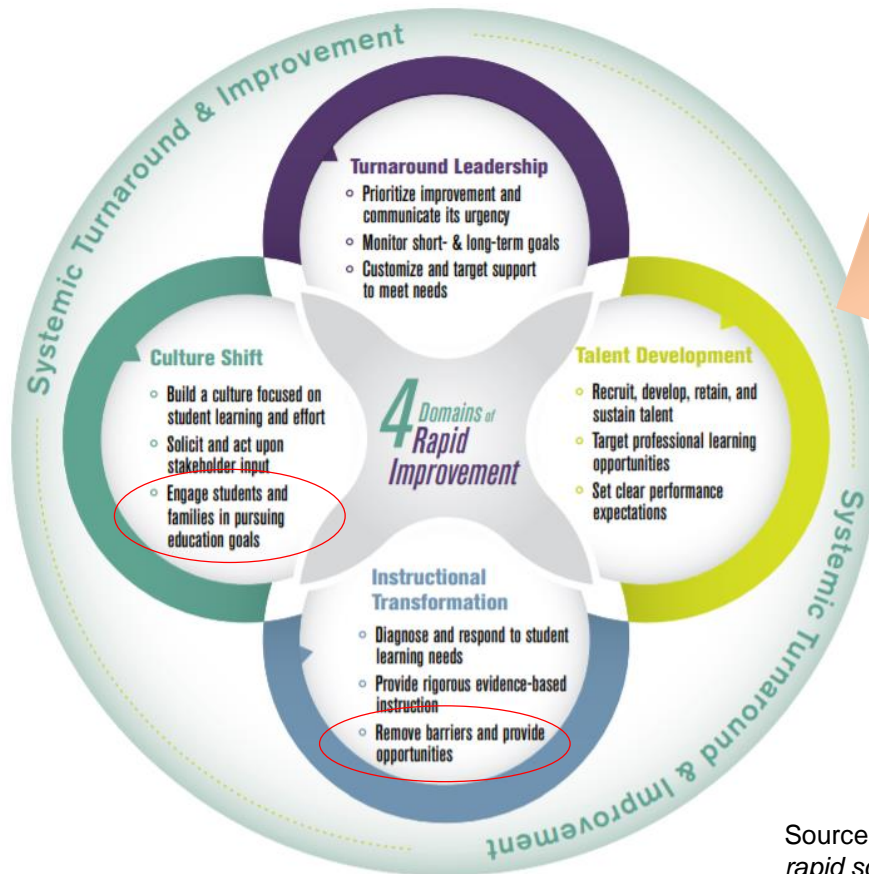 Systemic Turnaround & Improvement
Turnaround Leadership
Prioritize improvement and
communicate its urgency
Monitor short- & long-term goals
Customize and target support
to meet needs
Culture Shift
Build a culture focused on
student learning and effort
Solicit and act upon
stakeholder input
Engage students and
families in pursuing
education goals
4 Domains of
Rapid
Improvement
Talent Development
Recruit, develop, retain, and
sustain talent
Target professional learning
opportunities
Set clear performance
expectations
Instructional
Transformation
Diagnose and respond to student
learning needs
Provide rigorous evidence-based
instruction
Remove barriers and provide
opportunities
Systemic Turnaround & Improvement
Source
rapid